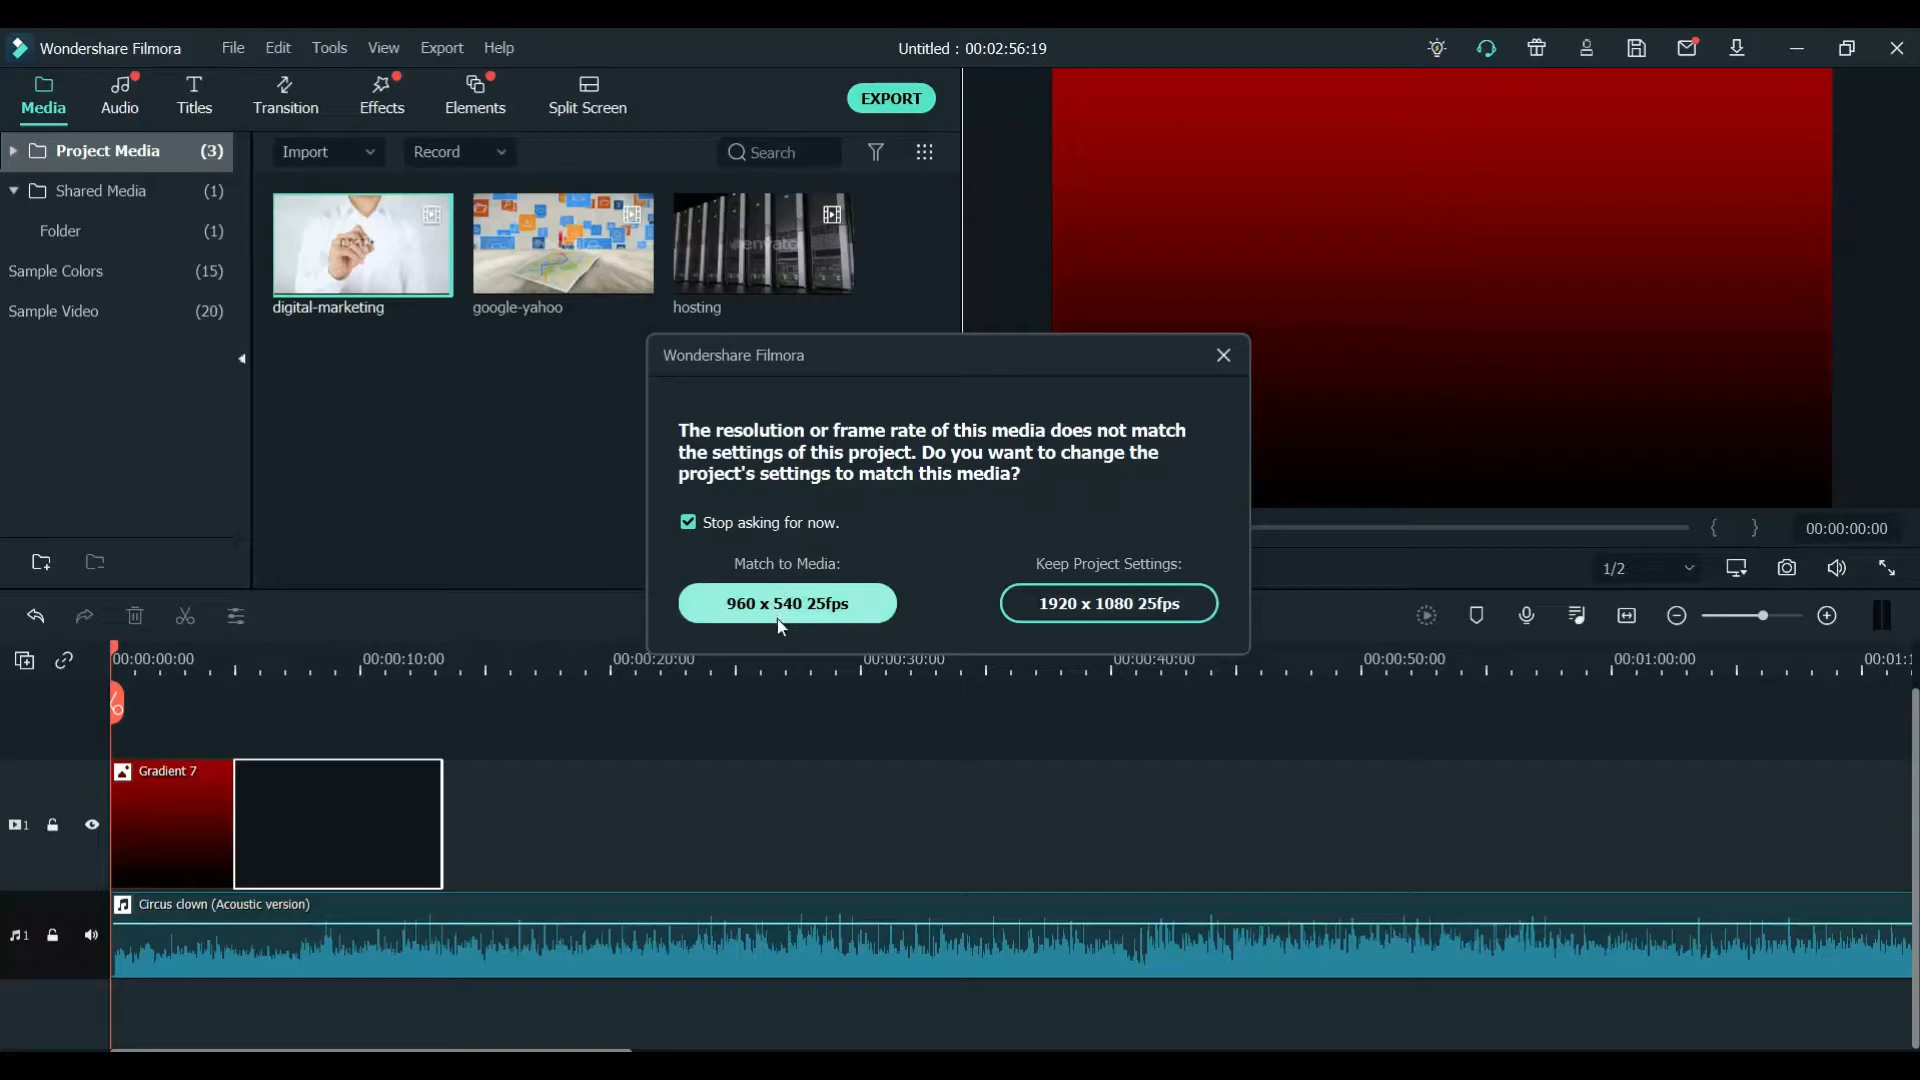 Wondershare Filmora File Edit Tools View Export Help Untitled : 00:02:56:19
Media Audio Titles Transition Effects Elements Split Screen EXPORT
Project Media (3)
Import Record Search
Shared Media (1)
Folder (1)
Sample Colors (15)
Sample Video (20)
digital-marketing google-yahoo hosting
Wondershare Filmora
The resolution or frame rate of this media does not match
the settings of this project. Do you want to change the
project's settings to match this media?
Stop asking for now.
Match to Media: Keep Project Settings:
960 x 540 25fps 1920 x 1080 25fps
{ } 00:00:00:00
1/2
00:00:00:00 00:00:10:00 00:00:20:00 00:00:30:00 00:00:40:00 00:00:50:00 00:01:00:00 00:01:1
Gradient 7
1
Circus clown (Acoustic version)
1